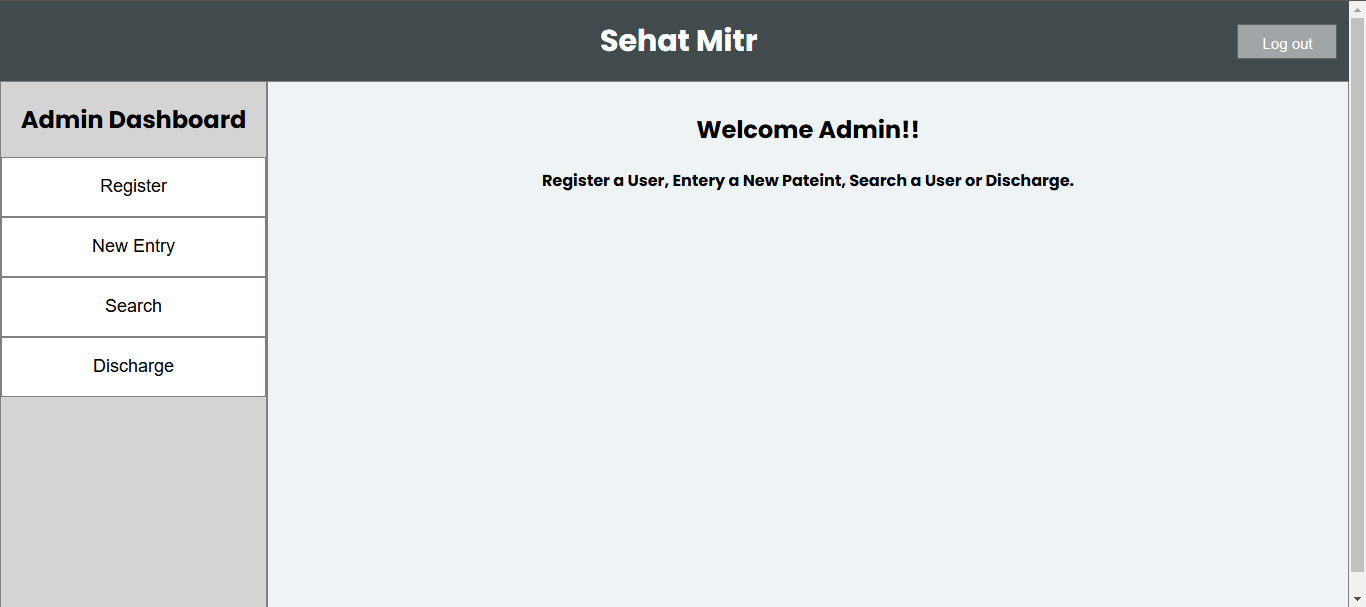 Sehat Mitr
Log out
Admin Dashboard
Register
New Entry
Search
Discharge
Welcome Admin!!
Register a User, Entery a New Pateint, Search a User or Discharge.